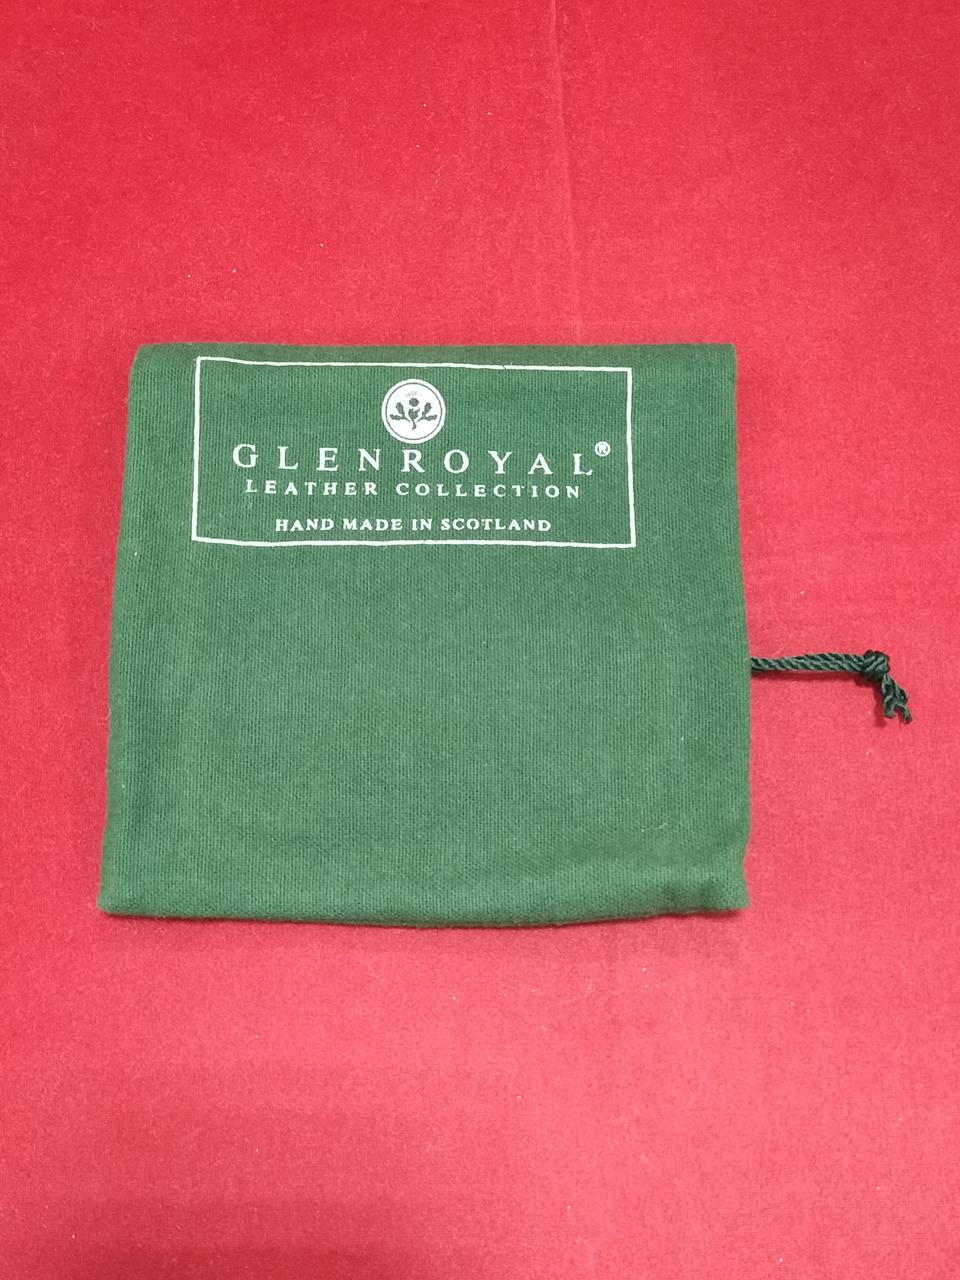 GLENROYAL®
LEATHER COLLECTION
HAND MADE IN SCOTLAND